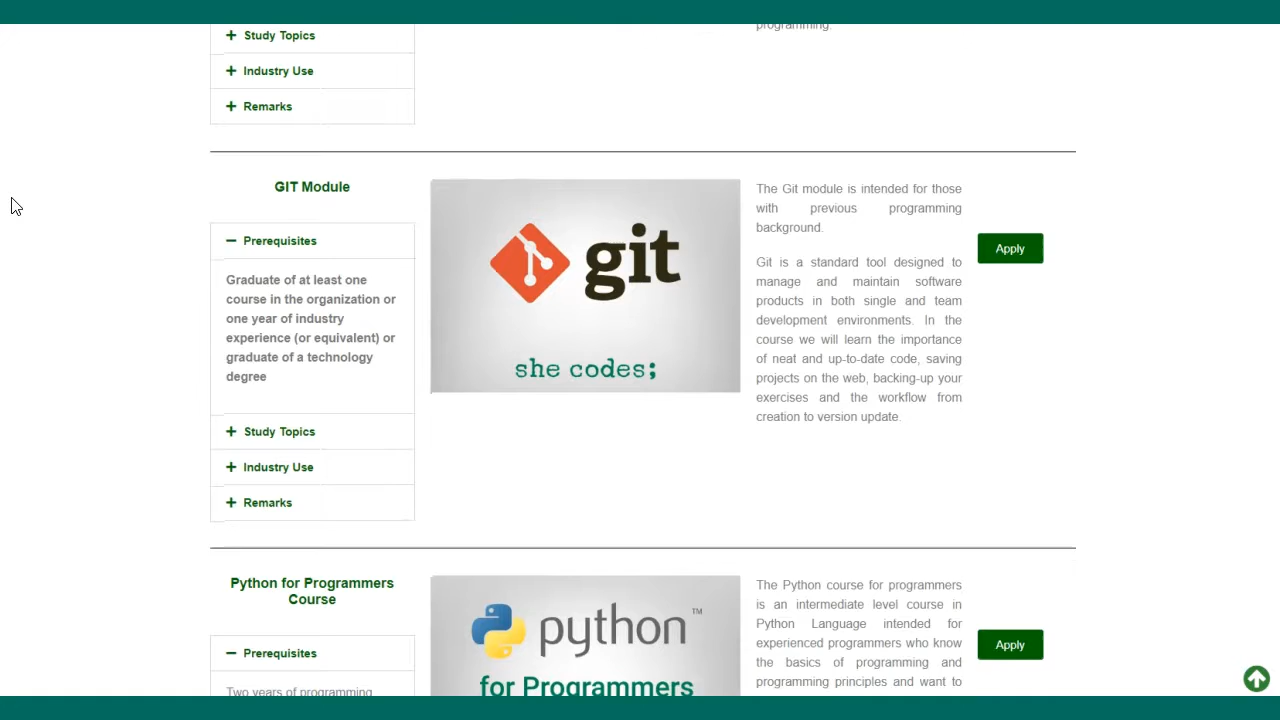 programming.
Study Topics
Industry Use
Remarks
GIT Module
Prerequisites
Graduate of at least one
course in the organization or
one year of industry
experience (or equivalent) or
graduate of a technology
degree
Study Topics
Industry Use
Remarks
git
she codes;
The Git module is intended for those
with previous programming
background.
Git is a standard tool designed to
manage and maintain software
products in both single and team
development environments. In the
course we will learn the importance
of neat and up-to-date code, saving
projects on the web, backing-up your
exercises and the workflow from
creation to version update.
Apply
Python for Programmers
Course
Prerequisites
Two years of programming
python™
for Programmers
The Python course for programmers
is an intermediate level course in
Python Language intended for
experienced programmers who know
the basics of programming and
programming principles and want to
Apply